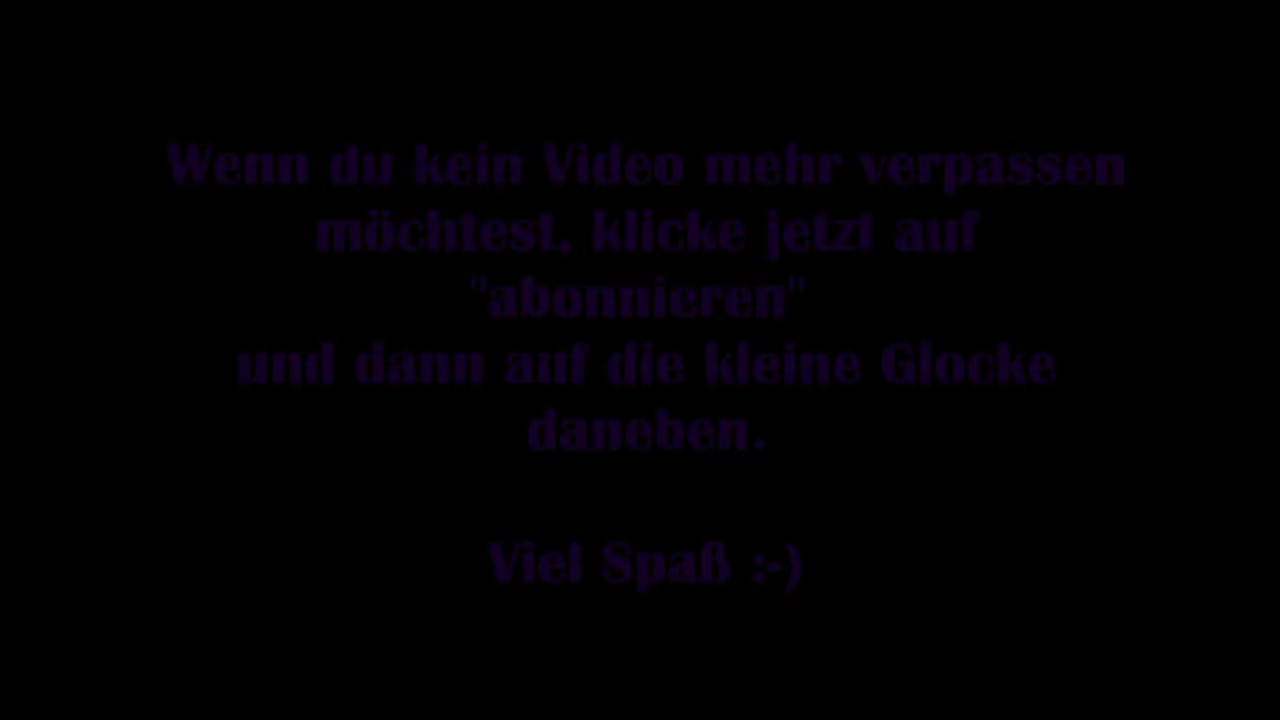 Wenn du kein Video mehr verpassen
möchtest, klicke jetzt auf
"abonnieren"
und dann auf die kleine Glocke
daneben.
Viel Spaß :-)